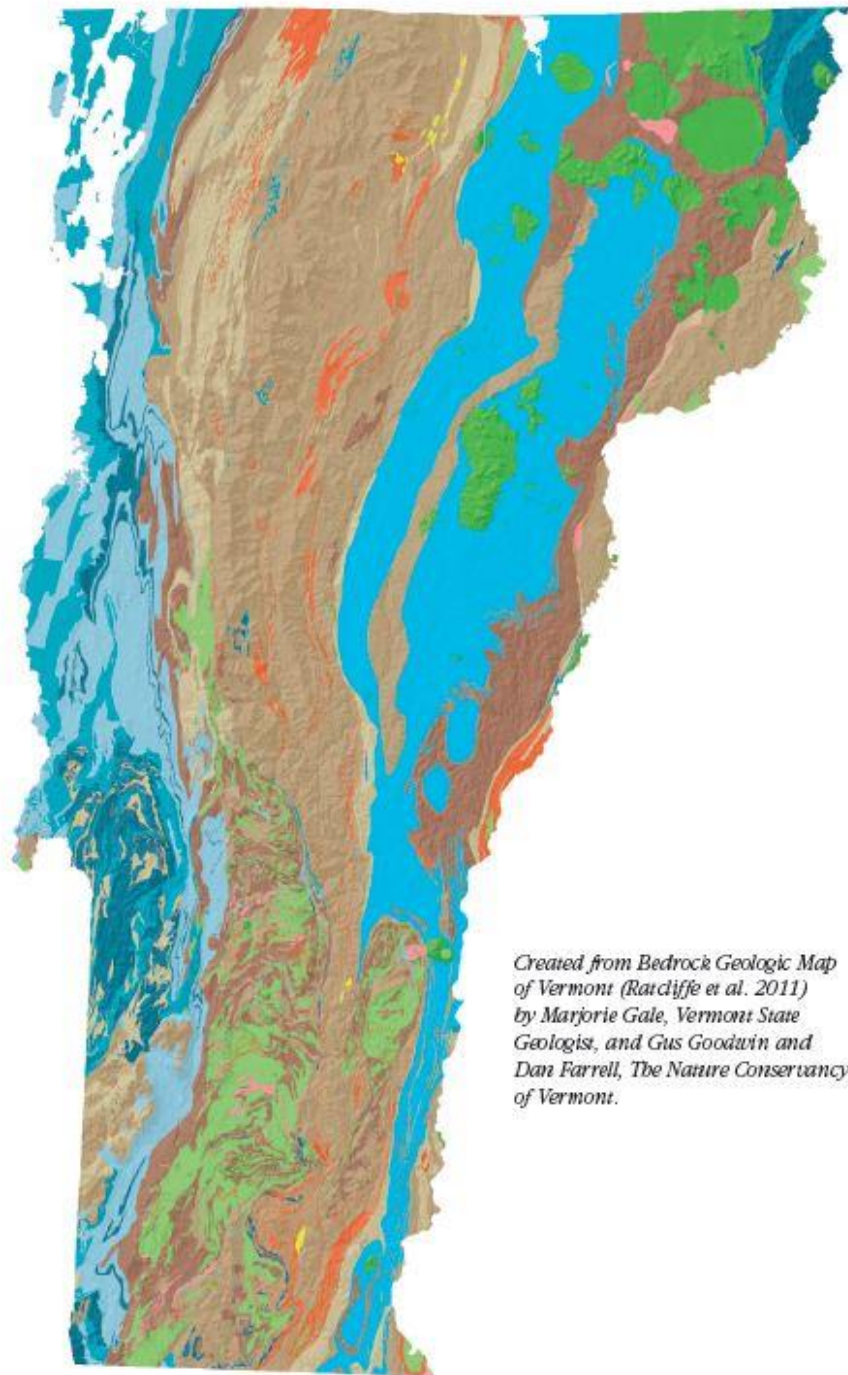 Created from Bedrock Geologic Map
of Vermont (Ratcliffe et al. 2011)
by Marjorie Gale, Vermont State
Geologist, and Gus Goodwin and
Dan Farrell, The Nature Conservancy
of Vermont.